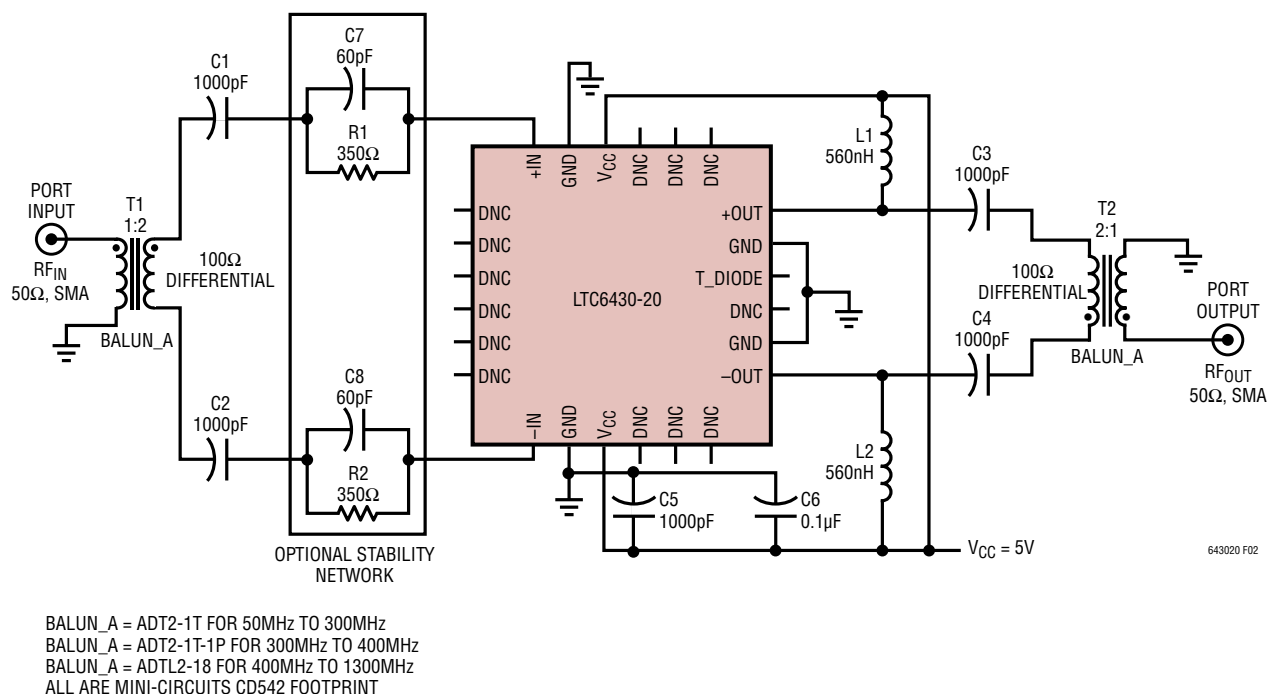 C1
1000pF
C7
60pF
R1
350Ω
PORT
INPUT
RFIN
50Ω, SMA
T1
1:2
100Ω
DIFFERENTIAL
BALUN_A
C2
1000pF
C8
60pF
R2
350Ω
OPTIONAL STABILITY
NETWORK
+IN
GND
VCC
DNC
DNC
DNC
DNC
DNC
DNC
DNC
DNC
DNC
LTC6430-20
+OUT
GND
T_DIODE
DNC
GND
–OUT
–IN
GND
VCC
DNC
DNC
DNC
L1
560nH
C3
1000pF
T2
2:1
100Ω
DIFFERENTIAL
C4
1000pF
BALUN_A
PORT
OUTPUT
RFOUT
50Ω, SMA
L2
560nH
C5
1000pF
C6
0.1µF
VCC = 5V
643020 F02
BALUN_A = ADT2-1T FOR 50MHz TO 300MHz
BALUN_A = ADT2-1T-1P FOR 300MHz TO 400MHz
BALUN_A = ADTL2-18 FOR 400MHz TO 1300MHz
ALL ARE MINI-CIRCUITS CD542 FOOTPRINT